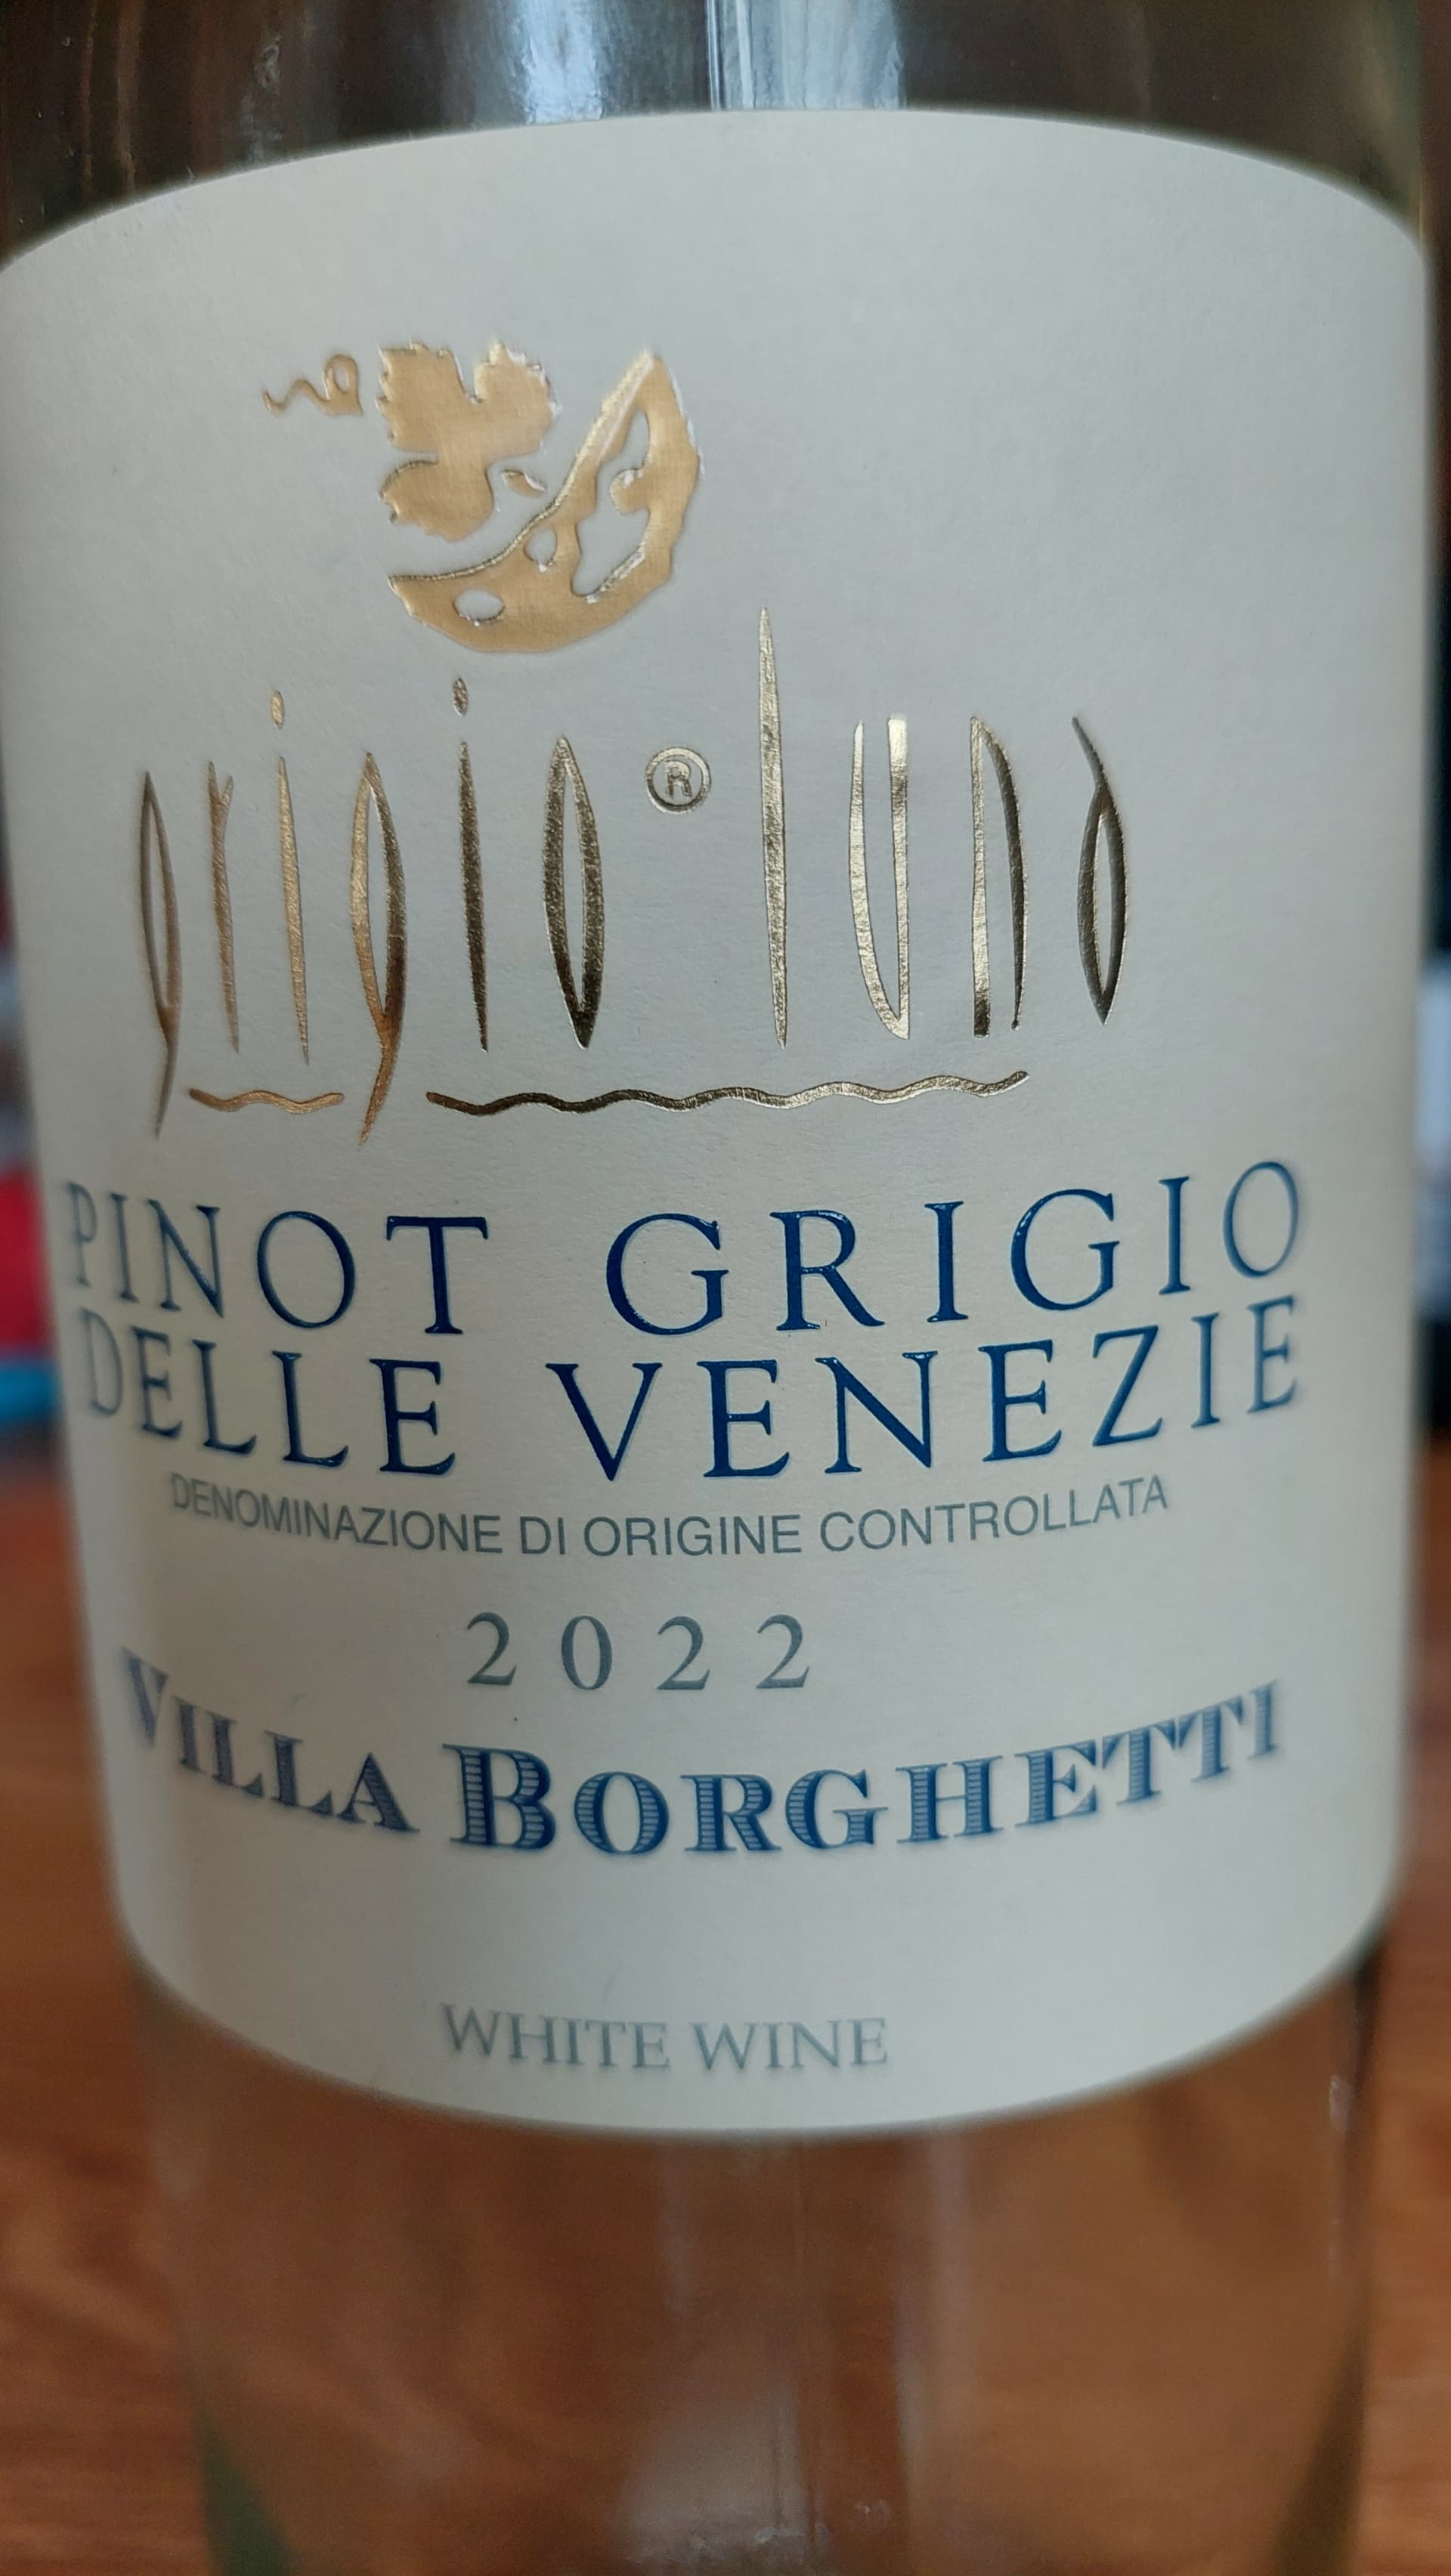 grigio® luna
PINOT GRIGIO
DELLE VENEZIE
DENOMINAZIONE DI ORIGINE CONTROLLATA
2022
VILLA BORGHETTI
WHITE WINE